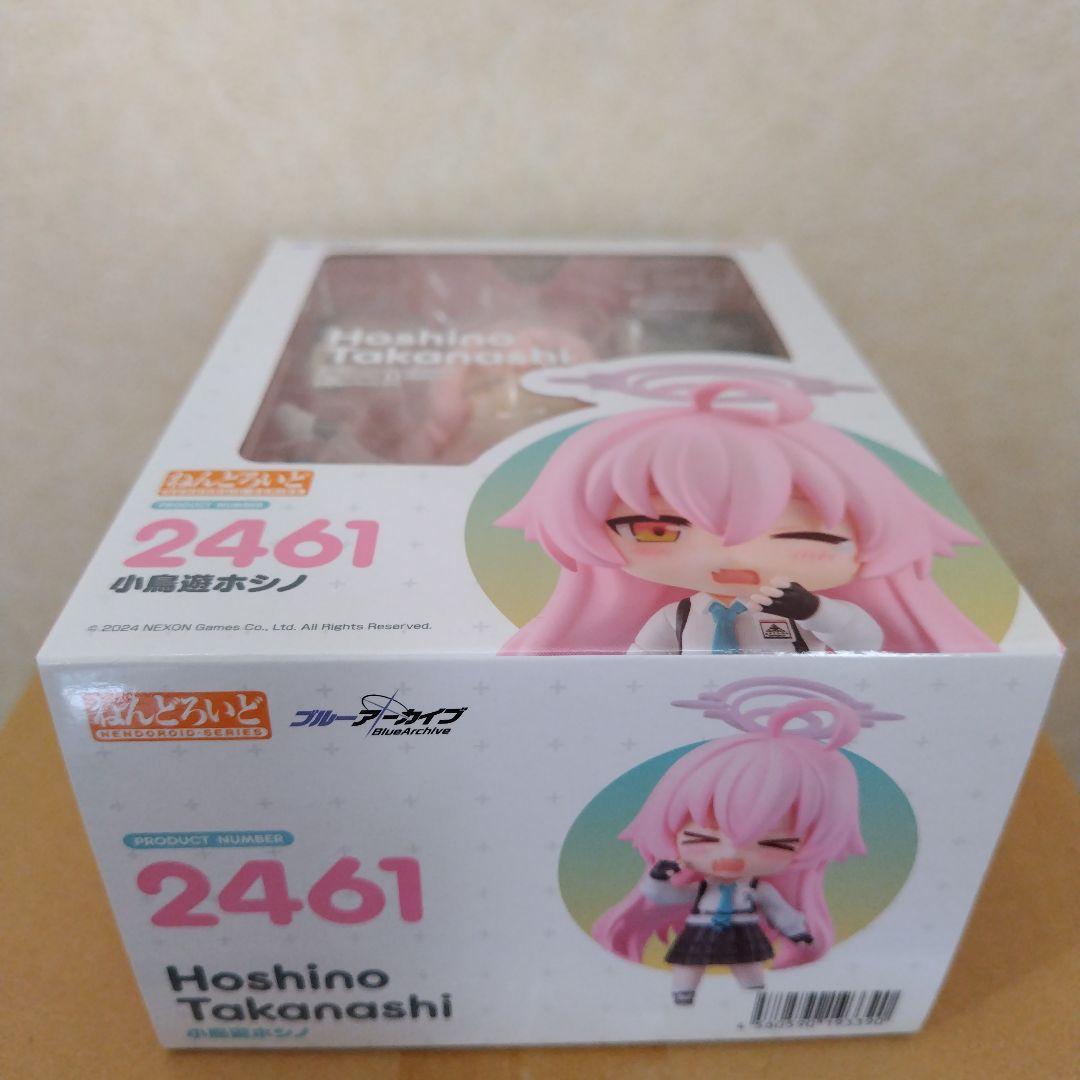 Hoshino
Takanashi
ねんどろいど
NENDOROID-SERIES
PRODUCT NUMBER
2461
小鳥遊ホシノ
© 2024 NEXON Games Co., Ltd. All Rights Reserved.
ねんどろいど
NENDOROID-SERIES
ブルーアーカイブ
BlueArchive
PRODUCT NUMBER
2461
Hoshino
Takanashi
小鳥遊ホシノ